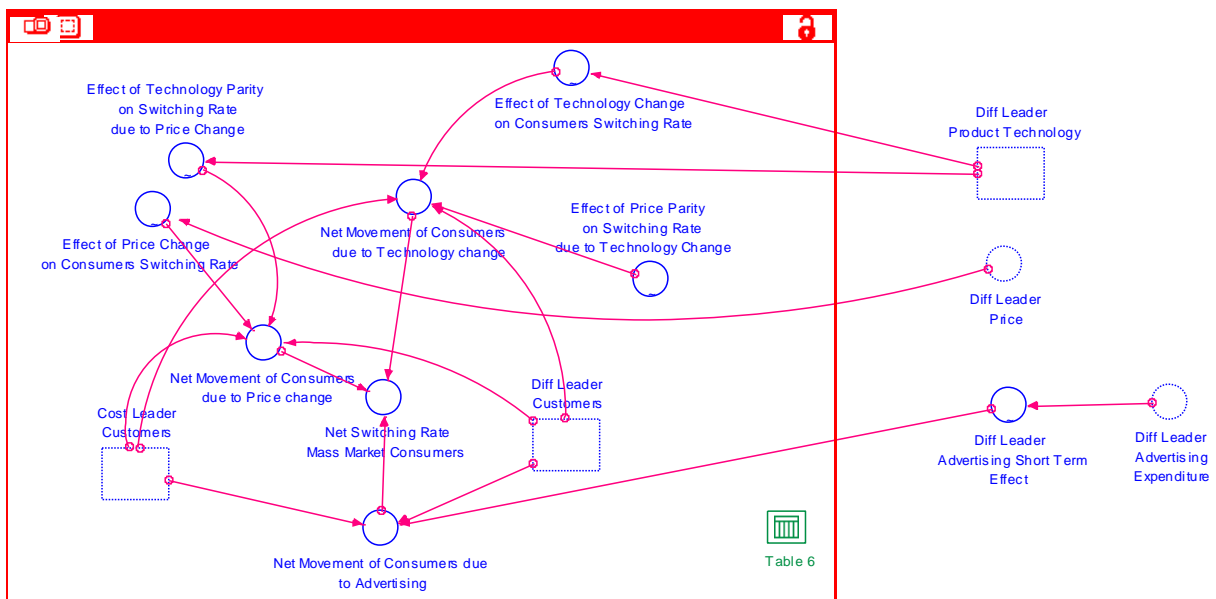 Effect of Technology Parity
on Switching Rate
due to Price Change
Effect of Technology Change
on Consumers Switching Rate
Diff Leader
Product Technology
Effect of Price Change
on Consumers Switching Rate
Net Movement of Consumers
due to Technology change
Effect of Price Parity
on Switching Rate
due to Technology Change
Diff Leader
Price
Net Movement of Consumers
due to Price change
Diff Leader
Customers
Cost Leader
Customers
Net Switching Rate
Mass Market Consumers
Diff Leader
Advertising Short Term
Effect
Diff Leader
Advertising
Expenditure
Net Movement of Consumers due
to Advertising
Table 6